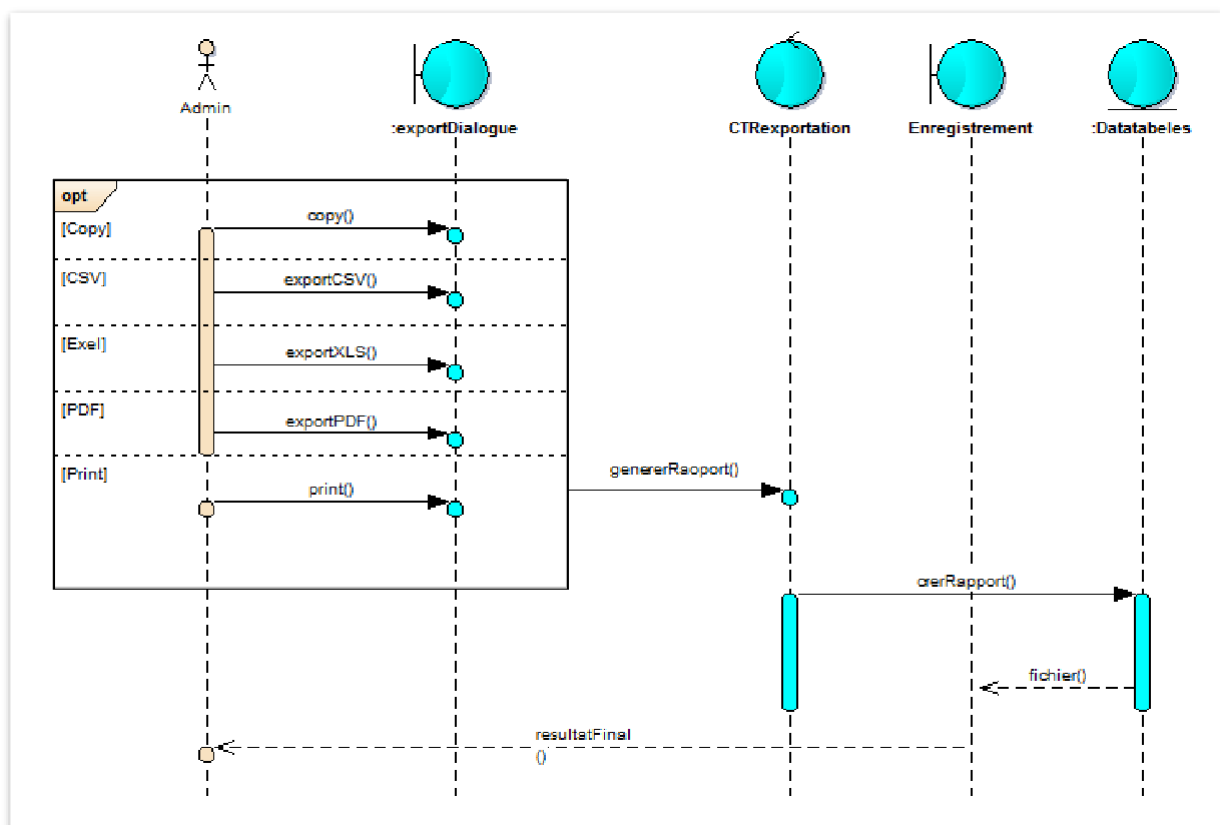 Admin
:exportDialogue
CTRexportation
Enregistrement
:Datatabeles
opt
[Copy]
copy()
[CSV]
exportCSV()
[Exel]
exportXLS()
[PDF]
exportPDF()
[Print]
print()
genererRaoport()
crerRapport()
fichier()
resultatFinal
()